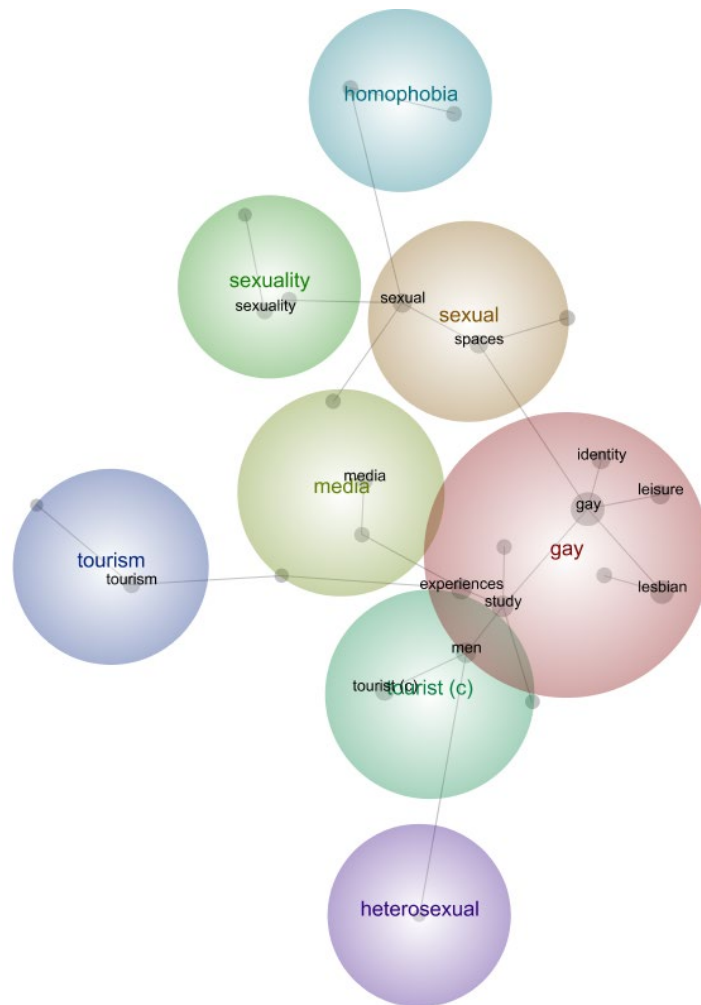 homophobia
sexuality
sexuality
sexual
sexual
spaces
media
media
identity
leisure
gay
gay
lesbian
tourism
tourism
experiences
study
men
tourist (c)
tourist (c)
heterosexual